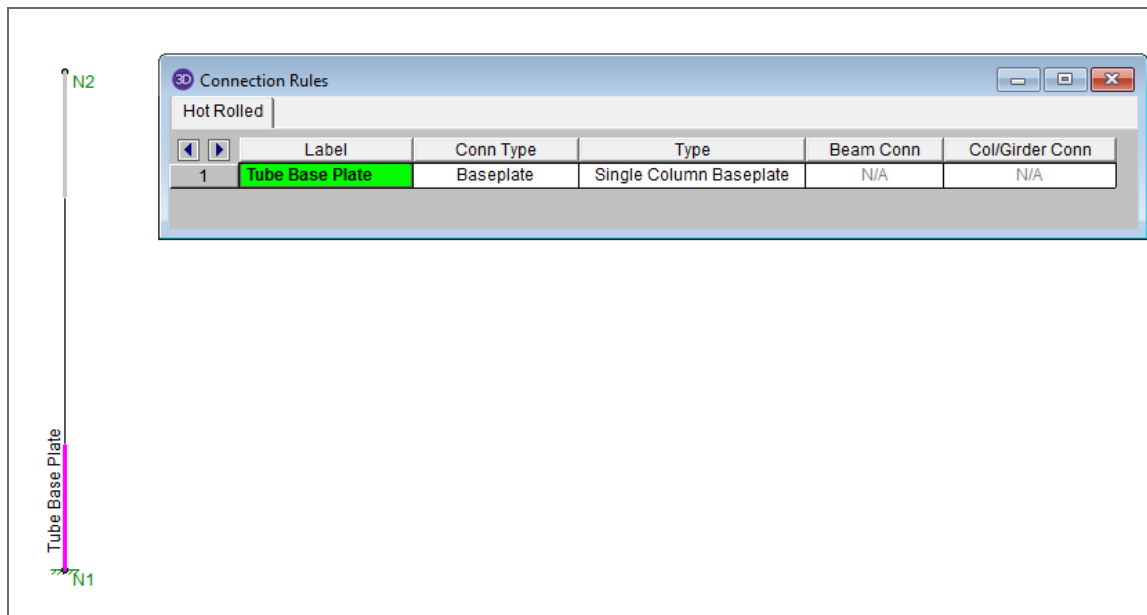 N2
3D Connection Rules
Hot Rolled
Label Conn Type Type Beam Conn Col/Girder Conn
1 Tube Base Plate Baseplate Single Column Baseplate N/A N/A
Tube Base Plate
N1